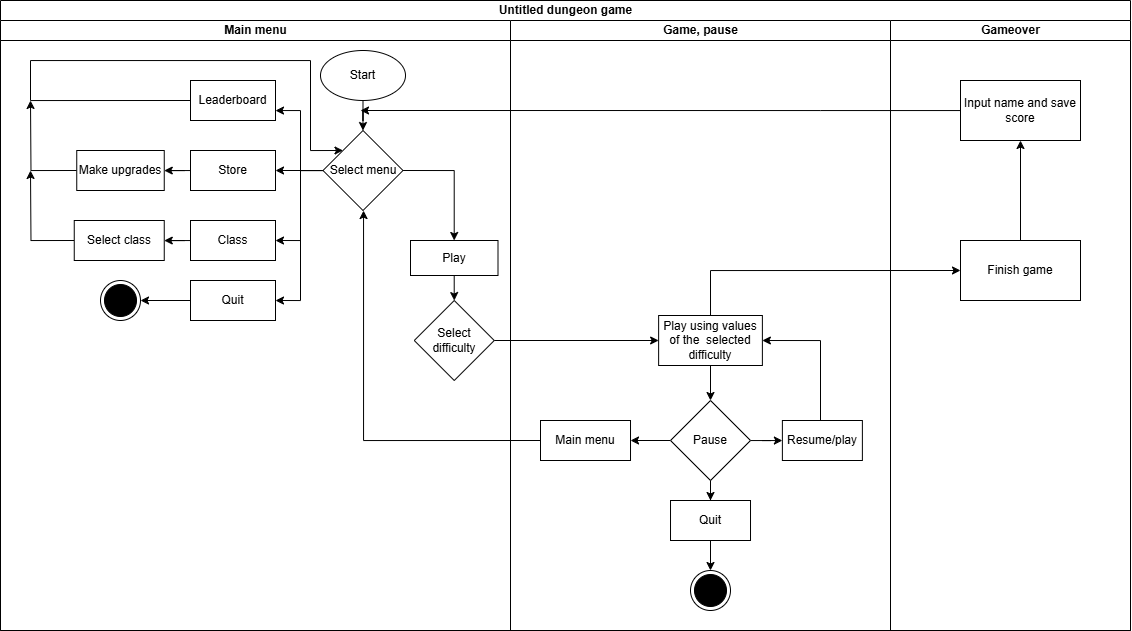 Untitled dungeon game
Main menu
Game, pause
Gameover
Start
Leaderboard
Input name and save
score
Make upgrades
Store
Select menu
Select class
Class
Play
Finish game
Quit
Select
difficulty
Play using values
of the selected
difficulty
Main menu
Pause
Resume/play
Quit